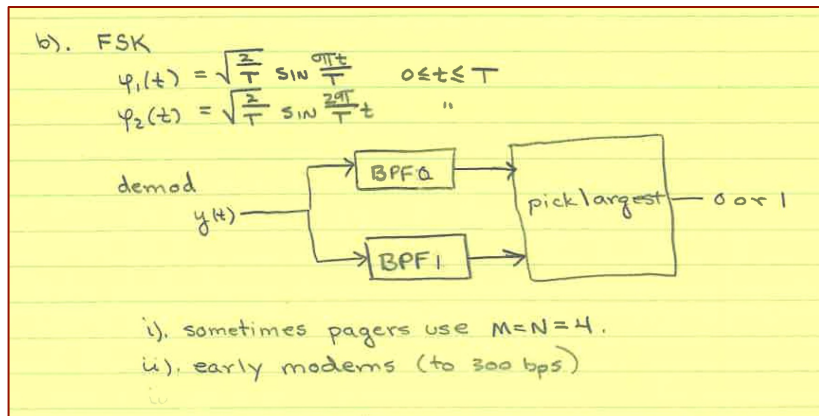 b). FSK
φ₁(t) = √(2/T) SIN πt/T 0≤t≤T
φ₂(t) = √(2/T) SIN 2π/T t "
demod
y(t)
BPF0
BPF1
pick largest
0 or 1
i). sometimes pagers use M=N=4.
ii). early modems (to 300 bps)